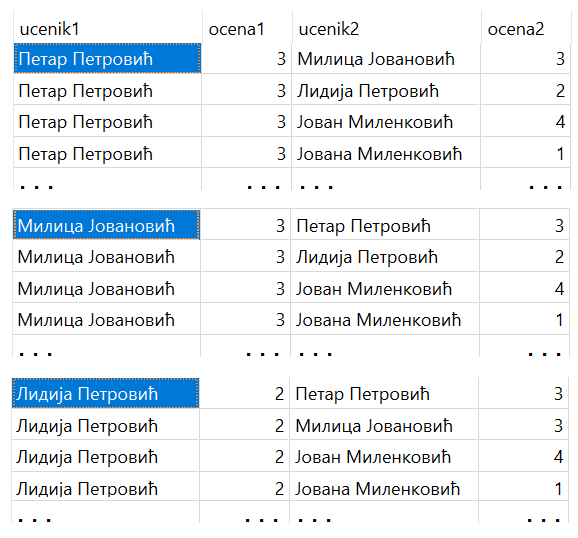 ucenik1 ocena1 ucenik2 ocena2
Петар Петровић 3 Милица Јовановић 3
Петар Петровић 3 Лидија Петровић 2
Петар Петровић 3 Јован Миленковић 4
Петар Петровић 3 Јована Миленковић 1
... ... ... ...
Милица Јовановић 3 Петар Петровић 3
Милица Јовановић 3 Лидија Петровић 2
Милица Јовановић 3 Јован Миленковић 4
Милица Јовановић 3 Јована Миленковић 1
... ... ... ...
Лидија Петровић 2 Петар Петровић 3
Лидија Петровић 2 Милица Јовановић 3
Лидија Петровић 2 Јован Миленковић 4
Лидија Петровић 2 Јована Миленковић 1
... ... ... ...